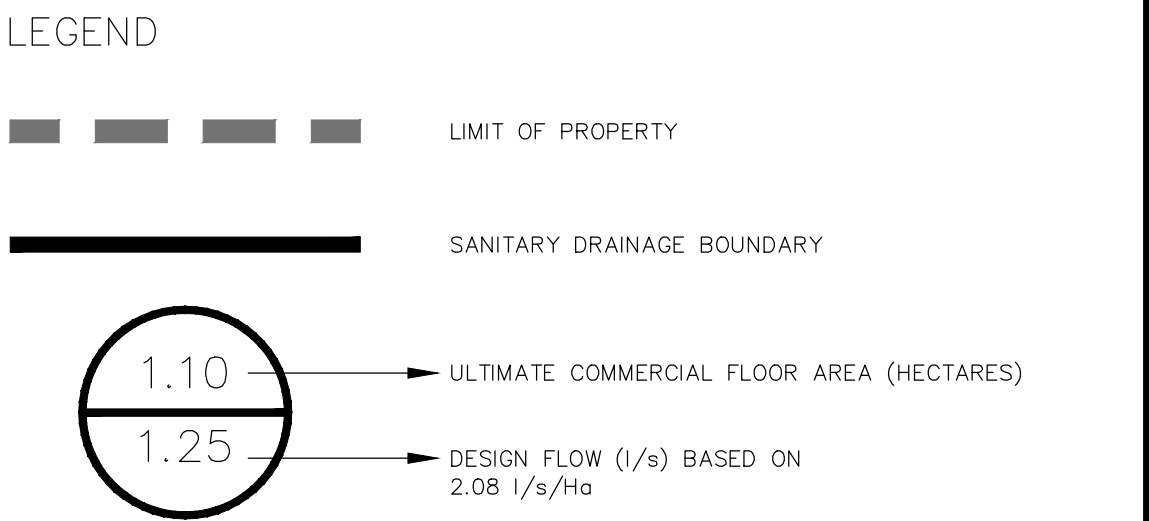 LEGEND
LIMIT OF PROPERTY
SANITARY DRAINAGE BOUNDARY
1.10
ULTIMATE COMMERCIAL FLOOR AREA (HECTARES)
1.25
DESIGN FLOW (l/s) BASED ON
2.08 l/s/Ha